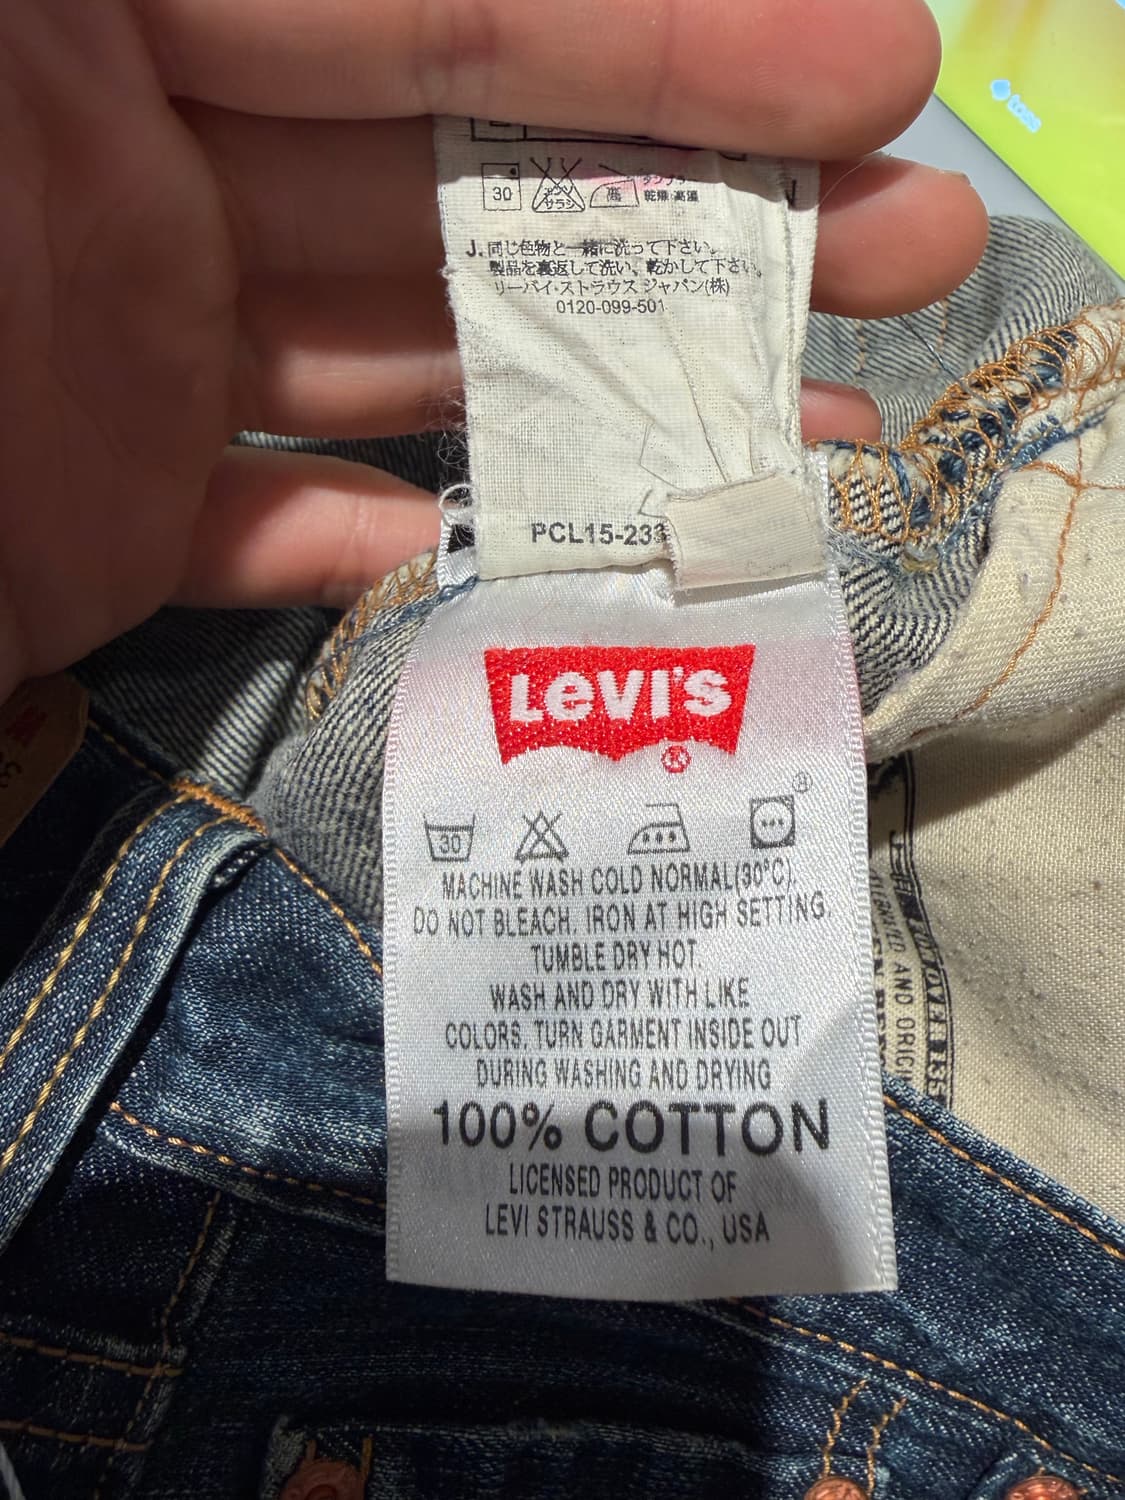 30
高
乾燥 高温
J. 同じ色物と一緒に洗って下さい。
製品を裏返して洗い、乾かして下さい。
リーバイ・ストラウス ジャパン(株)
0120-099-501
PCL15-233
LEVI'S
®
30
®
MACHINE WASH COLD NORMAL(30°C).
DO NOT BLEACH. IRON AT HIGH SETTING.
TUMBLE DRY HOT.
WASH AND DRY WITH LIKE
COLORS. TURN GARMENT INSIDE OUT
DURING WASHING AND DRYING
100% COTTON
LICENSED PRODUCT OF
LEVI STRAUSS & CO., USA
AND ORIG